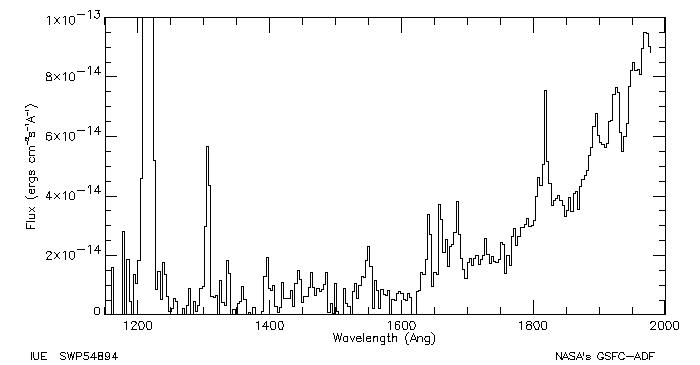 1×10⁻¹³
8×10⁻¹⁴
6×10⁻¹⁴
4×10⁻¹⁴
2×10⁻¹⁴
0
Flux (ergs cm⁻²s⁻¹A⁻¹)
1200 1400 1600 1800 2000
Wavelength (Ang)
IUE SWP54894 NASA's GSFC–ADF